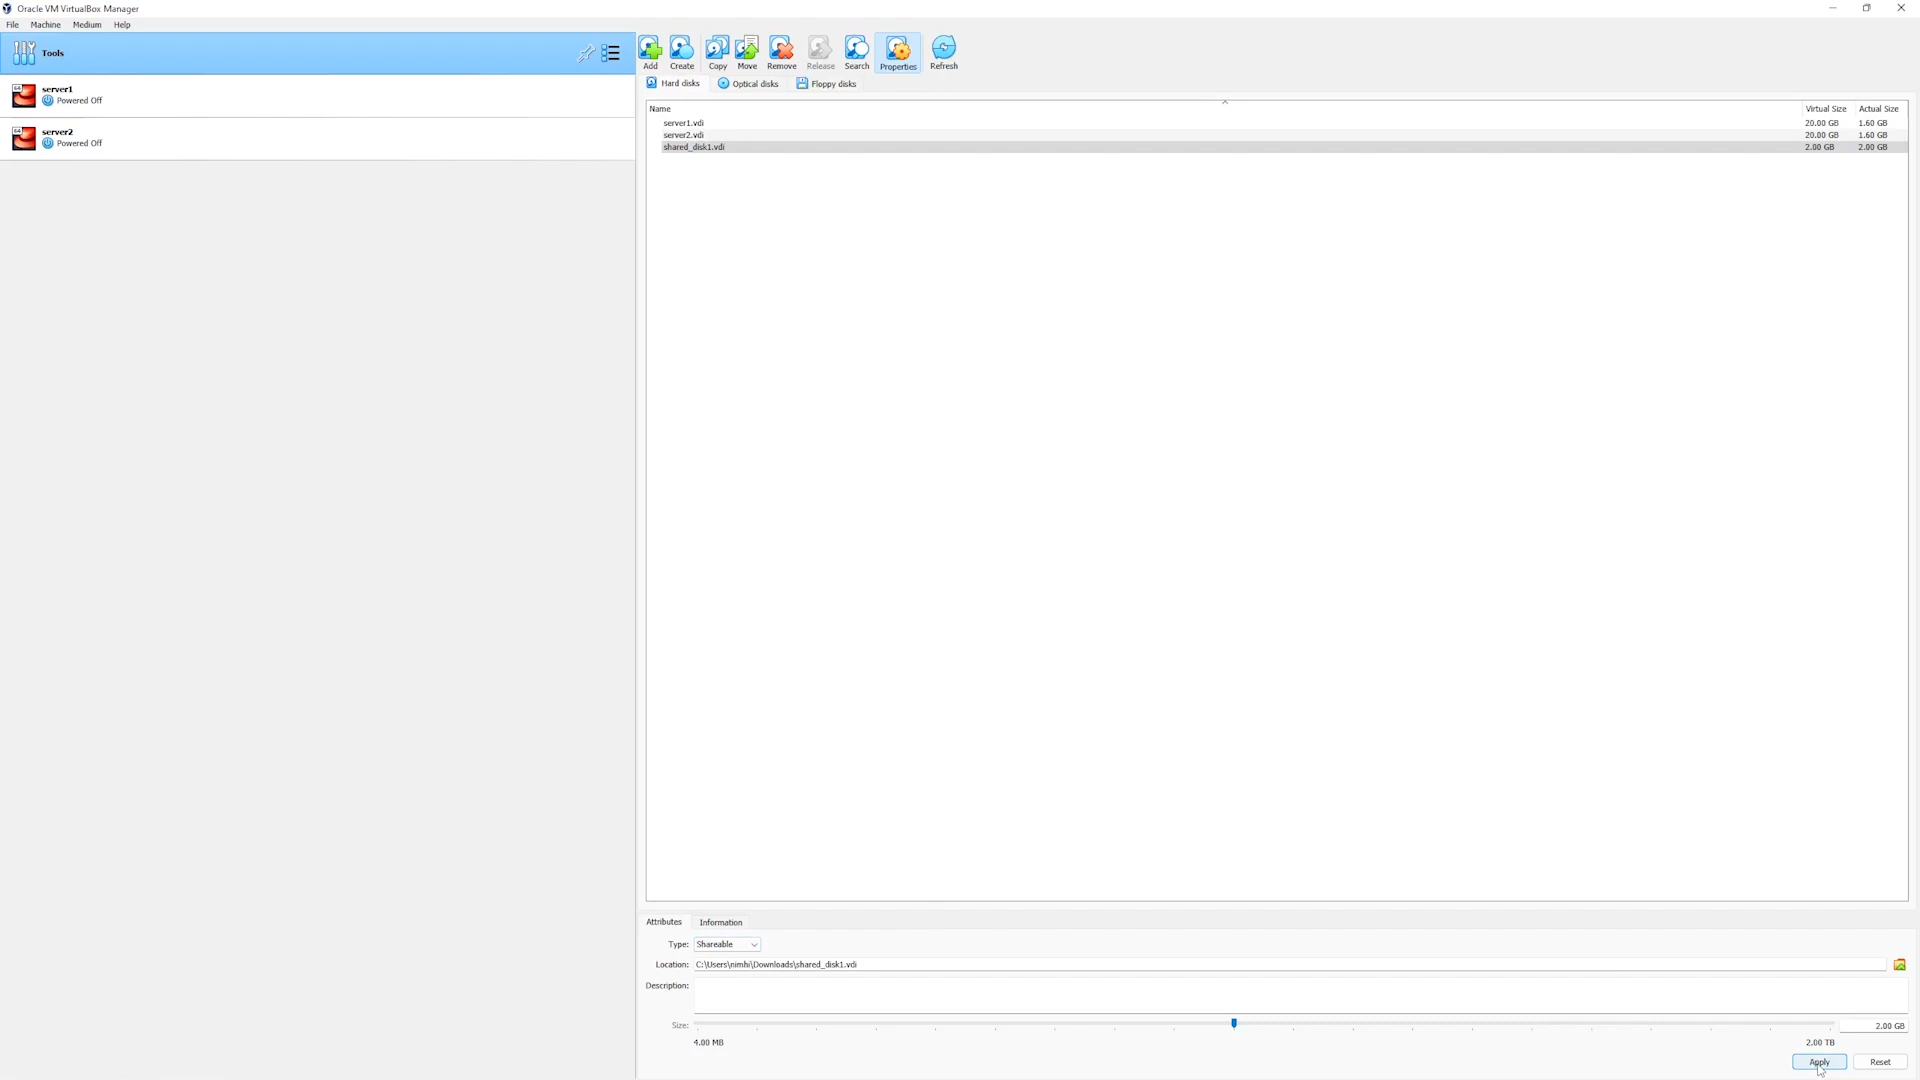 Oracle VM VirtualBox Manager
File Machine Medium Help
Tools
64 server1
Powered Off
64 server2
Powered Off
Add Create Copy Move Remove Release Search Properties Refresh
Hard disks Optical disks Floppy disks
Name Virtual Size Actual Size
server1.vdi 20.00 GB 1.60 GB
server2.vdi 20.00 GB 1.60 GB
shared_disk1.vdi 2.00 GB 2.00 GB
Attributes Information
Type: Shareable
Location: C:\Users\nimhi\Downloads\shared_disk1.vdi
Description:
Size: 2.00 GB
4.00 MB 2.00 TB
Apply Reset